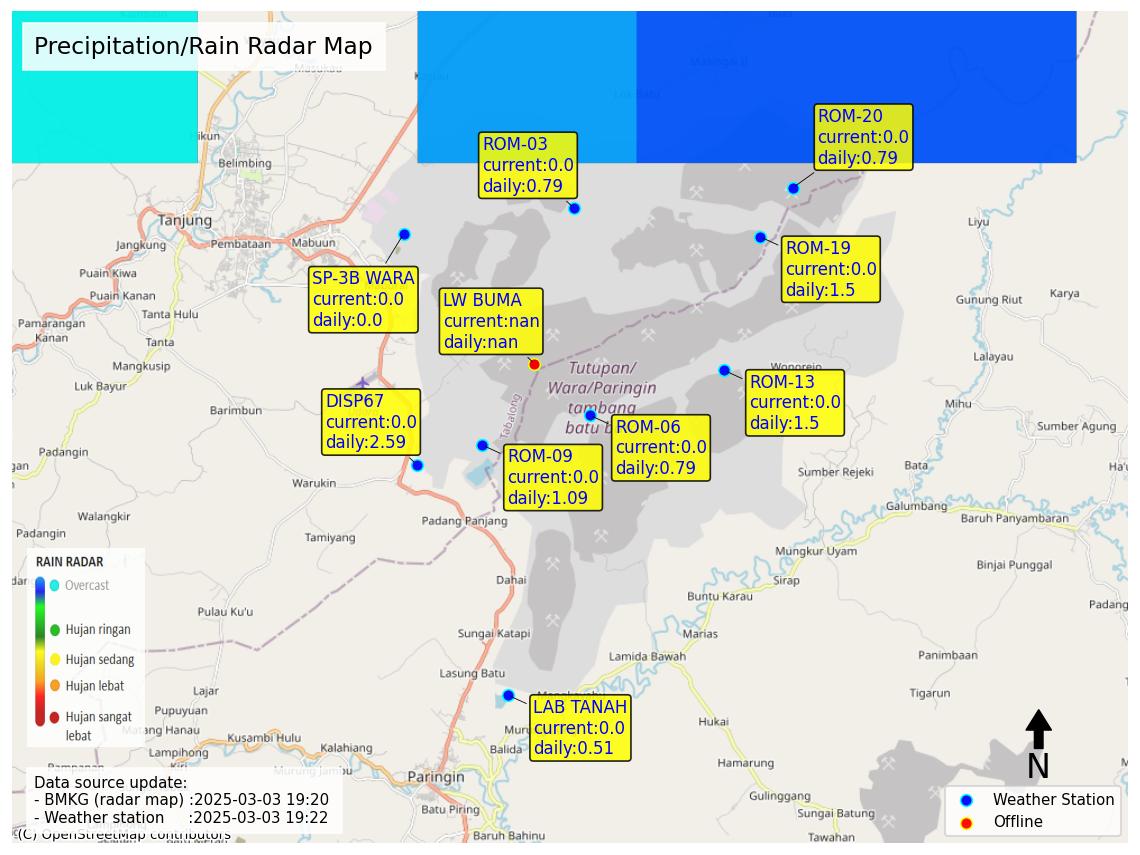 Precipitation/Rain Radar Map
Masukau
Kapau
Maningkil
Loa Batu
Hikun
Belimbing
Tanjung
Jangkung
Pembataan
Mabuun
Puain Kiwa
Puain Kanan
Tanta Hulu
Pamarangan
Kanan
Tanta
Mangkusip
Luk Bayur
Barimbun
Padangin
Warukin
Walangkir
Padangin
Tamiyang
Padang Panjang
Dahai
Pulau Ku'u
Sungai Katapi
Lasung Batu
Lajar
Pupuyuan
Matang Hanau
Lampihong
Kusambi Hulu
Kalahiang
Murung Jambu
Paringin
Batu Piring
Baruh Bahinu
Balida
Liyu
Gunung Riut
Karya
Lalayau
Mihu
Wonorejo
Sumber Agung
Sumber Rejeki
Bata
Galumbang
Baruh Panyambaran
Mungkur Uyam
Binjai Punggal
Sirap
Buntu Karau
Marias
Lamida Bawah
Panimbaan
Tigarun
Hukai
Hamarung
Gulinggang
Sungai Batung
Tawahan
Tabalong
Tutupan/
Wara/Paringin
tambang
batu b
ROM-03
current:0.0
daily:0.79
ROM-20
current:0.0
daily:0.79
ROM-19
current:0.0
daily:1.5
SP-3B WARA
current:0.0
daily:0.0
LW BUMA
current:nan
daily:nan
ROM-13
current:0.0
daily:1.5
DISP67
current:0.0
daily:2.59
ROM-06
current:0.0
daily:0.79
ROM-09
current:0.0
daily:1.09
LAB TANAH
current:0.0
daily:0.51
RAIN RADAR
Overcast
Hujan ringan
Hujan sedang
Hujan lebat
Hujan sangat
lebat
Data source update:
- BMKG (radar map) :2025-03-03 19:20
- Weather station :2025-03-03 19:22
(C) OpenStreetMap contributors
N
Weather Station
Offline